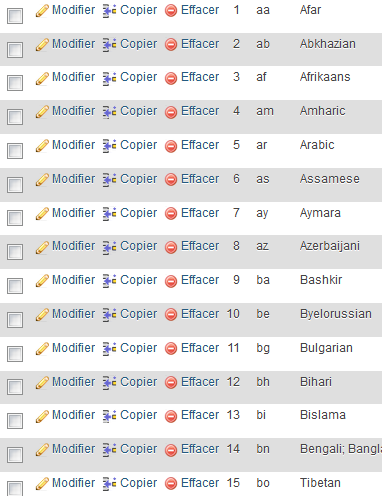 Modifier Copier Effacer 1 aa Afar
Modifier Copier Effacer 2 ab Abkhazian
Modifier Copier Effacer 3 af Afrikaans
Modifier Copier Effacer 4 am Amharic
Modifier Copier Effacer 5 ar Arabic
Modifier Copier Effacer 6 as Assamese
Modifier Copier Effacer 7 ay Aymara
Modifier Copier Effacer 8 az Azerbaijani
Modifier Copier Effacer 9 ba Bashkir
Modifier Copier Effacer 10 be Byelorussian
Modifier Copier Effacer 11 bg Bulgarian
Modifier Copier Effacer 12 bh Bihari
Modifier Copier Effacer 13 bi Bislama
Modifier Copier Effacer 14 bn Bengali; Bangla
Modifier Copier Effacer 15 bo Tibetan